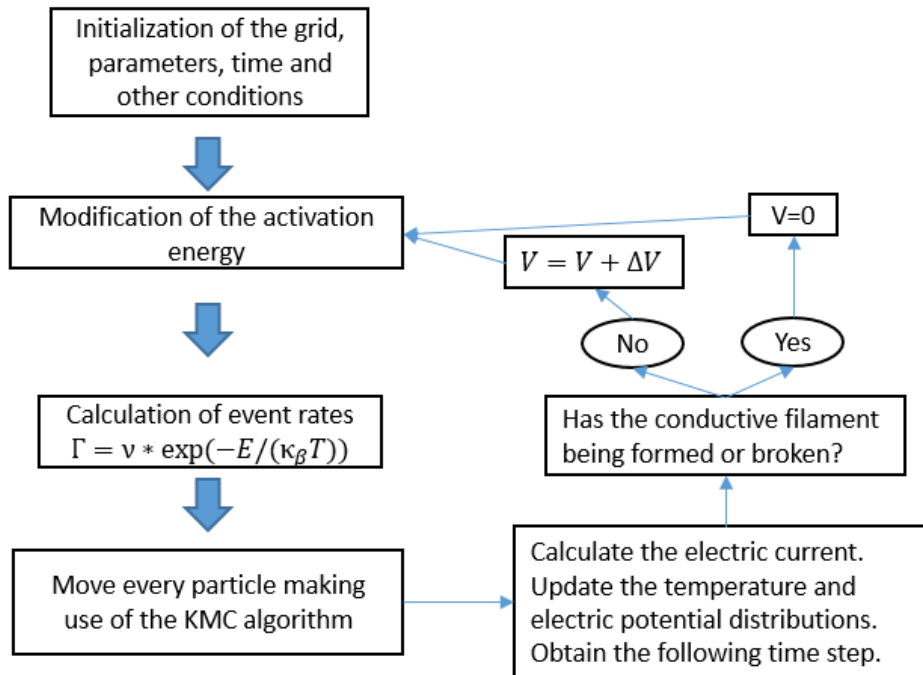 Initialization of the grid,
parameters, time and
other conditions
Modification of the activation
energy
V=0
V = V + ΔV
No
Yes
Calculation of event rates
Γ = ν * exp(−E/(κ_β T))
Has the conductive filament
being formed or broken?
Move every particle making
use of the KMC algorithm
Calculate the electric current.
Update the temperature and
electric potential distributions.
Obtain the following time step.